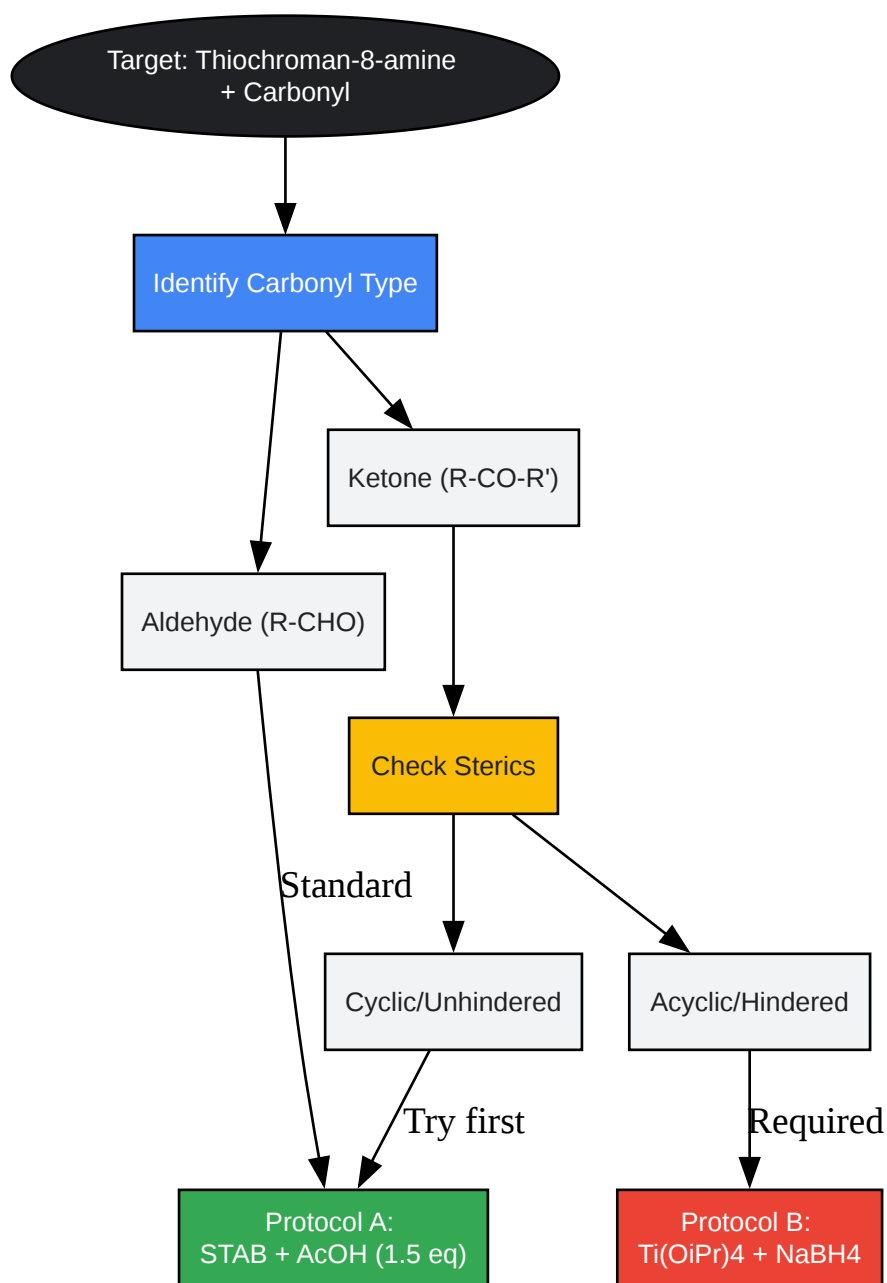 Target: Thiochroman-8-amine
+ Carbonyl
Identify Carbonyl Type
Ketone (R-CO-R')
Aldehyde (R-CHO)
Check Sterics
Standard
Cyclic/Unhindered
Acyclic/Hindered
Try first
Required
Protocol A:
STAB + AcOH (1.5 eq)
Protocol B:
Ti(OiPr)4 + NaBH4